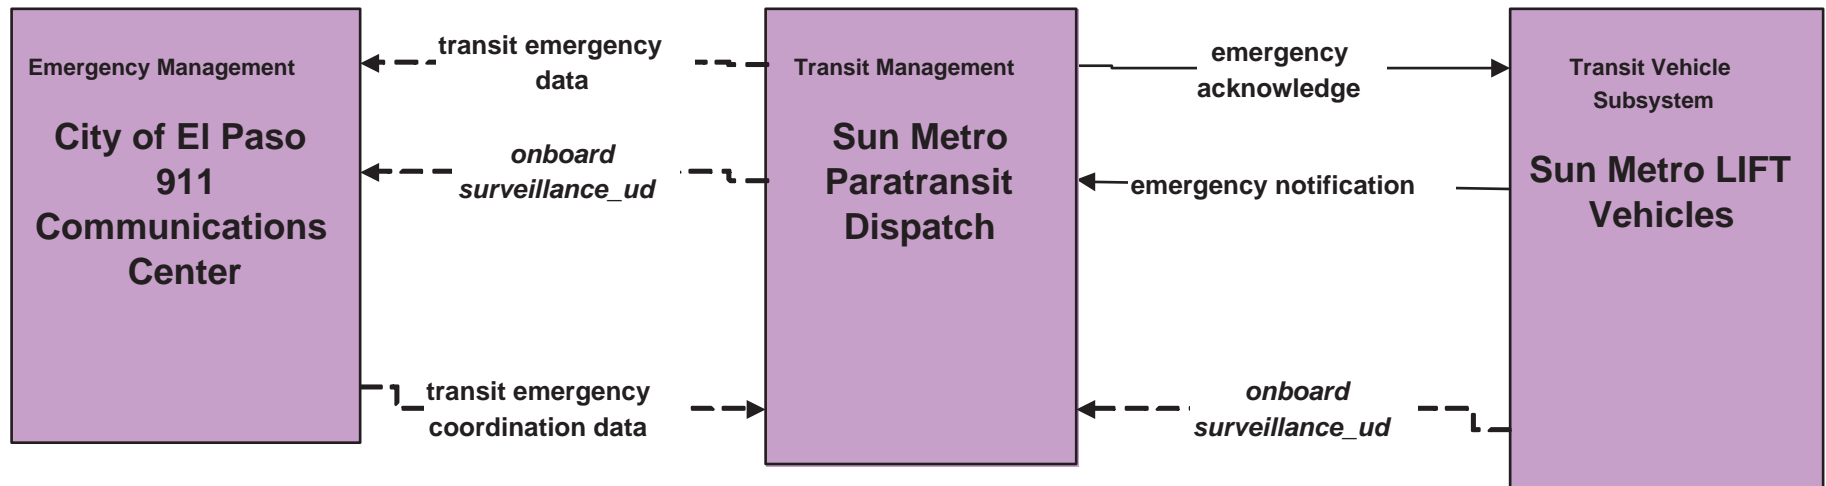 Emergency Management
City of El Paso
911
Communications
Center
transit emergency
data
onboard
surveillance_ud
transit emergency
coordination data
Transit Management
Sun Metro
Paratransit
Dispatch
emergency
acknowledge
emergency notification
onboard
surveillance_ud
Transit Vehicle
Subsystem
Sun Metro LIFT
Vehicles